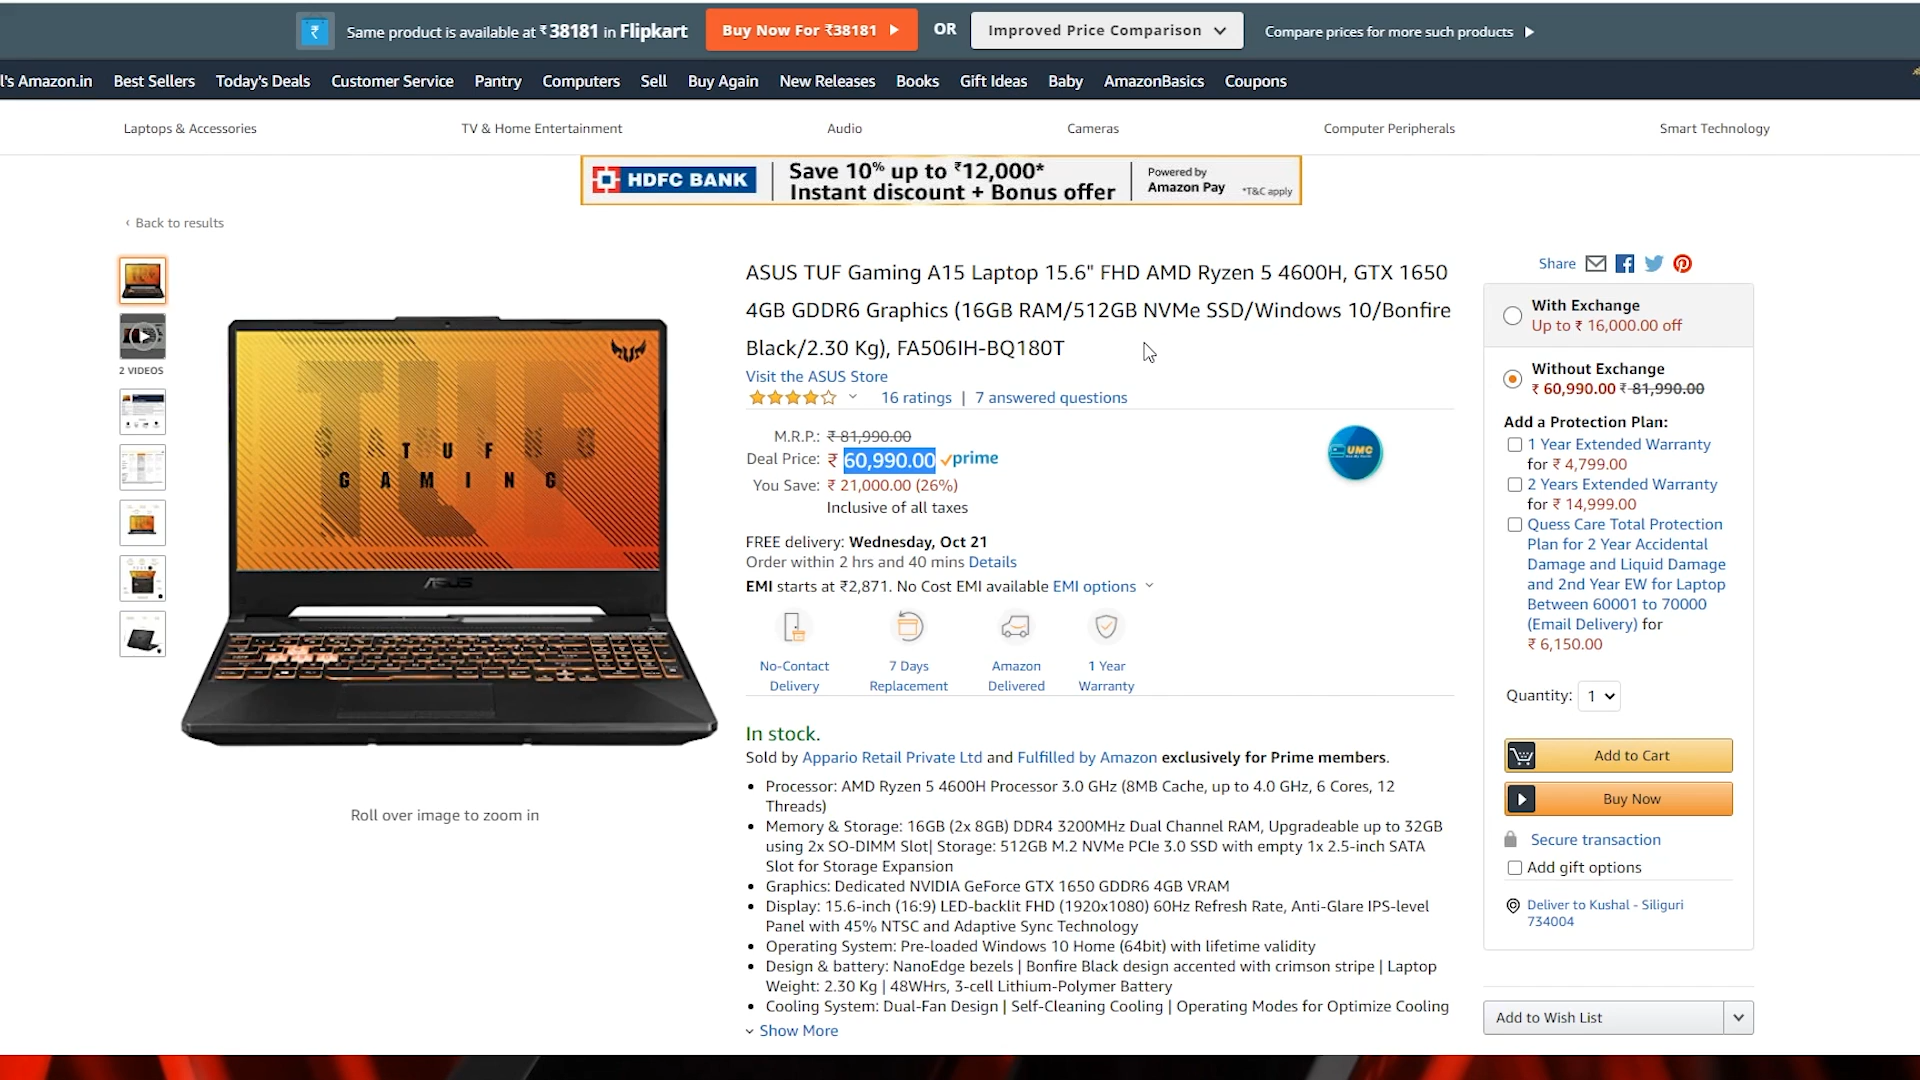 Same product is available at ₹ 38181 in Flipkart
Buy Now For ₹38181
OR
Improved Price Comparison
Compare prices for more such products
l's Amazon.in Best Sellers Today's Deals Customer Service Pantry Computers Sell Buy Again New Releases Books Gift Ideas Baby AmazonBasics Coupons
Laptops & Accessories TV & Home Entertainment Audio Cameras Computer Peripherals Smart Technology
HDFC BANK
Save 10% up to ₹12,000*
Instant discount + Bonus offer
Powered by
Amazon Pay
*T&C apply
‹ Back to results
2 VIDEOS
TUF
GAMING
ASUS
Roll over image to zoom in
ASUS TUF Gaming A15 Laptop 15.6" FHD AMD Ryzen 5 4600H, GTX 1650
4GB GDDR6 Graphics (16GB RAM/512GB NVMe SSD/Windows 10/Bonfire
Black/2.30 Kg), FA506IH-BQ180T
Visit the ASUS Store
16 ratings | 7 answered questions
M.R.P.: ₹ 81,990.00
Deal Price: ₹ 60,990.00 prime
You Save: ₹ 21,000.00 (26%)
Inclusive of all taxes
UMC
FREE delivery: Wednesday, Oct 21
Order within 2 hrs and 40 mins Details
EMI starts at ₹2,871. No Cost EMI available EMI options
No-Contact
Delivery
7 Days
Replacement
Amazon
Delivered
1 Year
Warranty
In stock.
Sold by Appario Retail Private Ltd and Fulfilled by Amazon exclusively for Prime members.
• Processor: AMD Ryzen 5 4600H Processor 3.0 GHz (8MB Cache, up to 4.0 GHz, 6 Cores, 12
Threads)
• Memory & Storage: 16GB (2x 8GB) DDR4 3200MHz Dual Channel RAM, Upgradeable up to 32GB
using 2x SO-DIMM Slot| Storage: 512GB M.2 NVMe PCIe 3.0 SSD with empty 1x 2.5-inch SATA
Slot for Storage Expansion
• Graphics: Dedicated NVIDIA GeForce GTX 1650 GDDR6 4GB VRAM
• Display: 15.6-inch (16:9) LED-backlit FHD (1920x1080) 60Hz Refresh Rate, Anti-Glare IPS-level
Panel with 45% NTSC and Adaptive Sync Technology
• Operating System: Pre-loaded Windows 10 Home (64bit) with lifetime validity
• Design & battery: NanoEdge bezels | Bonfire Black design accented with crimson stripe | Laptop
Weight: 2.30 Kg | 48WHrs, 3-cell Lithium-Polymer Battery
• Cooling System: Dual-Fan Design | Self-Cleaning Cooling | Operating Modes for Optimize Cooling
Show More
Share
With Exchange
Up to ₹ 16,000.00 off
Without Exchange
₹ 60,990.00 ₹ 81,990.00
Add a Protection Plan:
1 Year Extended Warranty
for ₹ 4,799.00
2 Years Extended Warranty
for ₹ 14,999.00
Quess Care Total Protection
Plan for 2 Year Accidental
Damage and Liquid Damage
and 2nd Year EW for Laptop
Between 60001 to 70000
(Email Delivery) for
₹ 6,150.00
Quantity: 1
Add to Cart
Buy Now
Secure transaction
Add gift options
Deliver to Kushal - Siliguri
734004
Add to Wish List